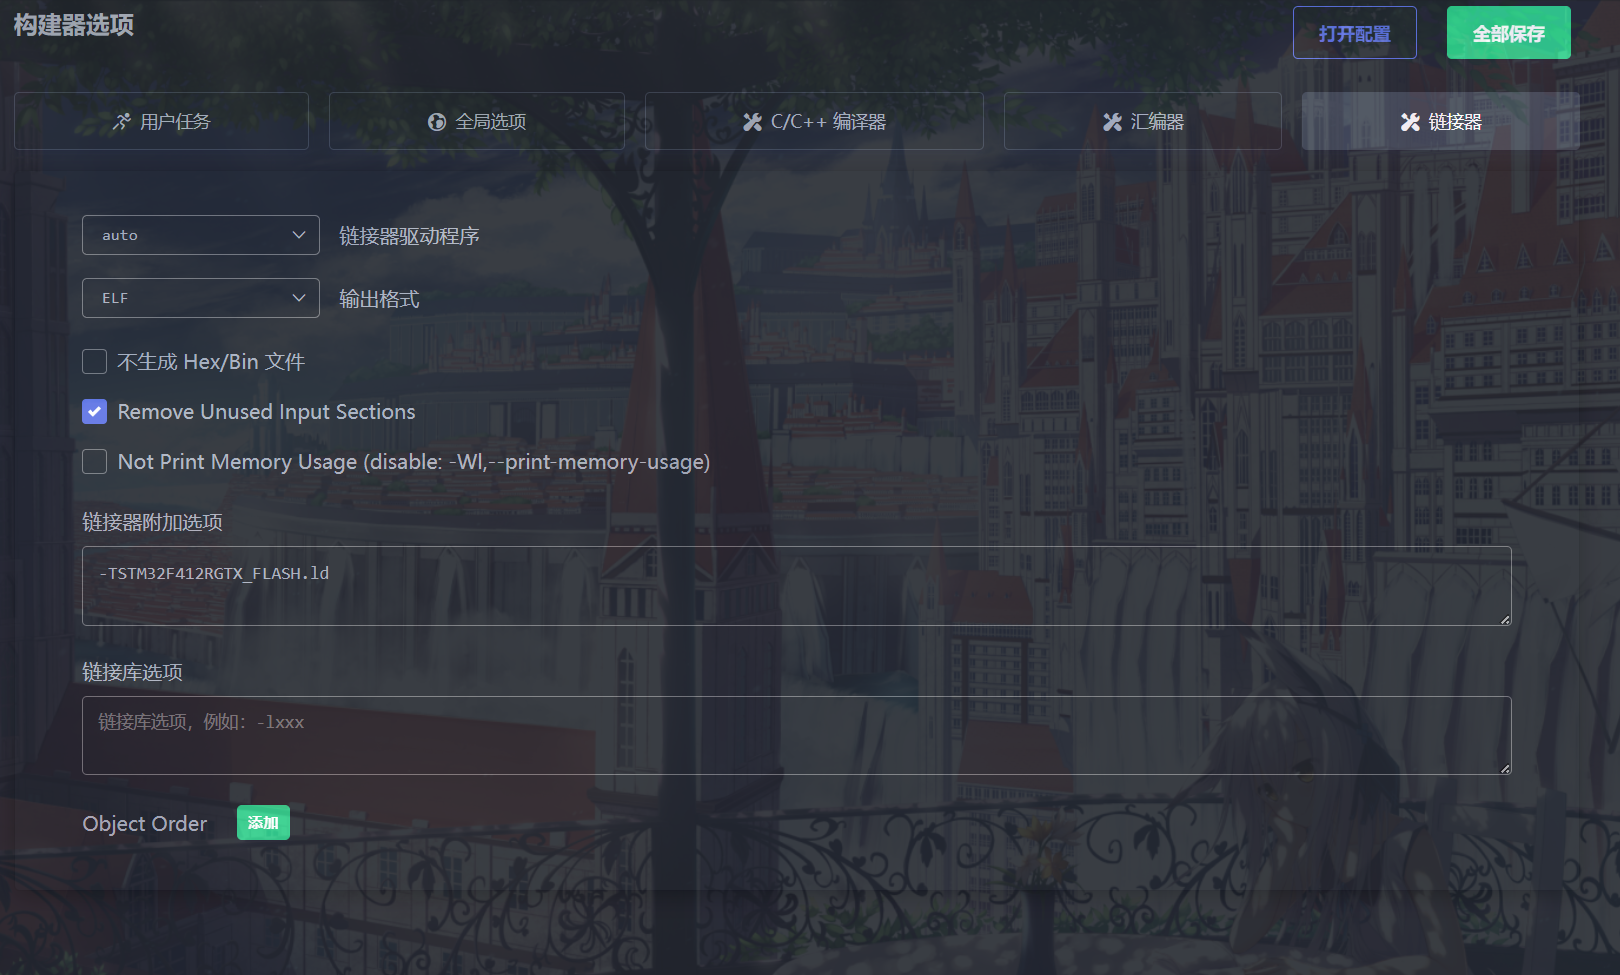 构建器选项
打开配置
全部保存
用户任务
全局选项
C/C++ 编译器
汇编器
链接器
auto
链接器驱动程序
ELF
输出格式
不生成 Hex/Bin 文件
Remove Unused Input Sections
Not Print Memory Usage (disable: -Wl,--print-memory-usage)
链接器附加选项
-TSTM32F412RGTX_FLASH.ld
链接库选项
链接库选项，例如：-lxxx
Object Order
添加